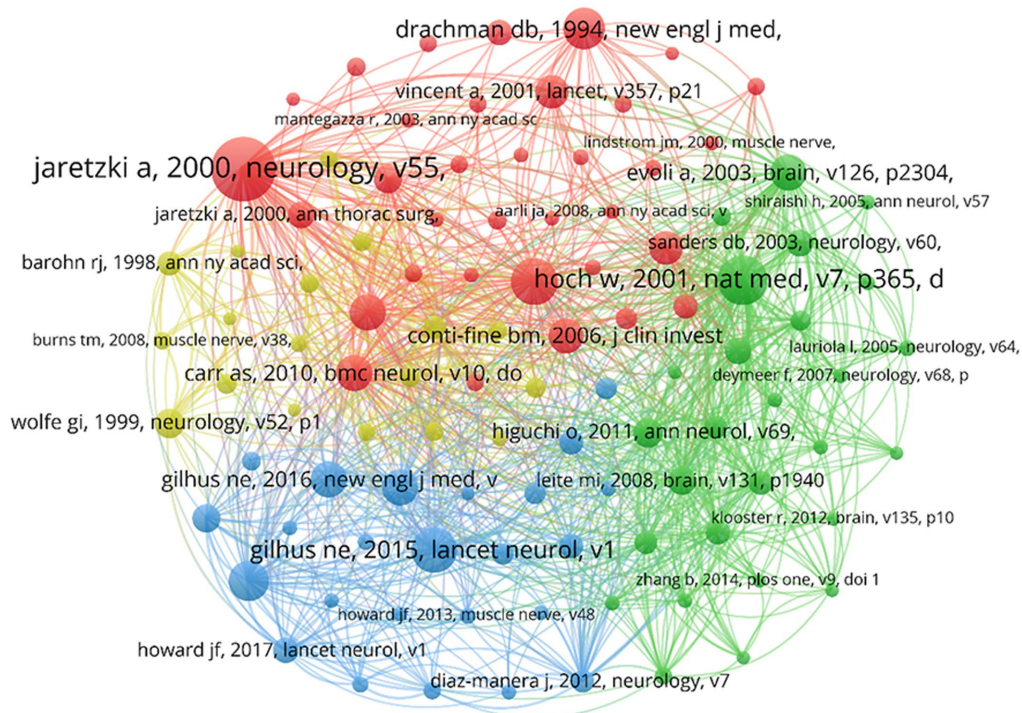 drachman db, 1994, new engl j med,
vincent a, 2001, lancet, v357, p21
mantegazza r, 2003, ann ny acad sc
lindstrom jm, 2000, muscle nerve,
jaretzki a, 2000, neurology, v55,
evoli a, 2003, brain, v126, p2304,
shiraishi h, 2005, ann neurol, v57
jaretzki a, 2000, ann thorac surg,
aarli ja, 2008, ann ny acad sci, v
sanders db, 2003, neurology, v60,
barohn rj, 1998, ann ny acad sci,
hoch w, 2001, nat med, v7, p365, d
burns tm, 2008, muscle nerve, v38,
conti-fine bm, 2006, j clin invest
lauriola l, 2005, neurology, v64,
carr as, 2010, bmc neurol, v10, do
deymeer f, 2007, neurology, v68, p
wolfe gi, 1999, neurology, v52, p1
higuchi o, 2011, ann neurol, v69,
gilhus ne, 2016, new engl j med, v
leite mi, 2008, brain, v131, p1940
klooster r, 2012, brain, v135, p10
gilhus ne, 2015, lancet neurol, v1
zhang b, 2014, plos one, v9, doi 1
howard jf, 2013, muscle nerve, v48
howard jf, 2017, lancet neurol, v1
diaz-manera j, 2012, neurology, v7